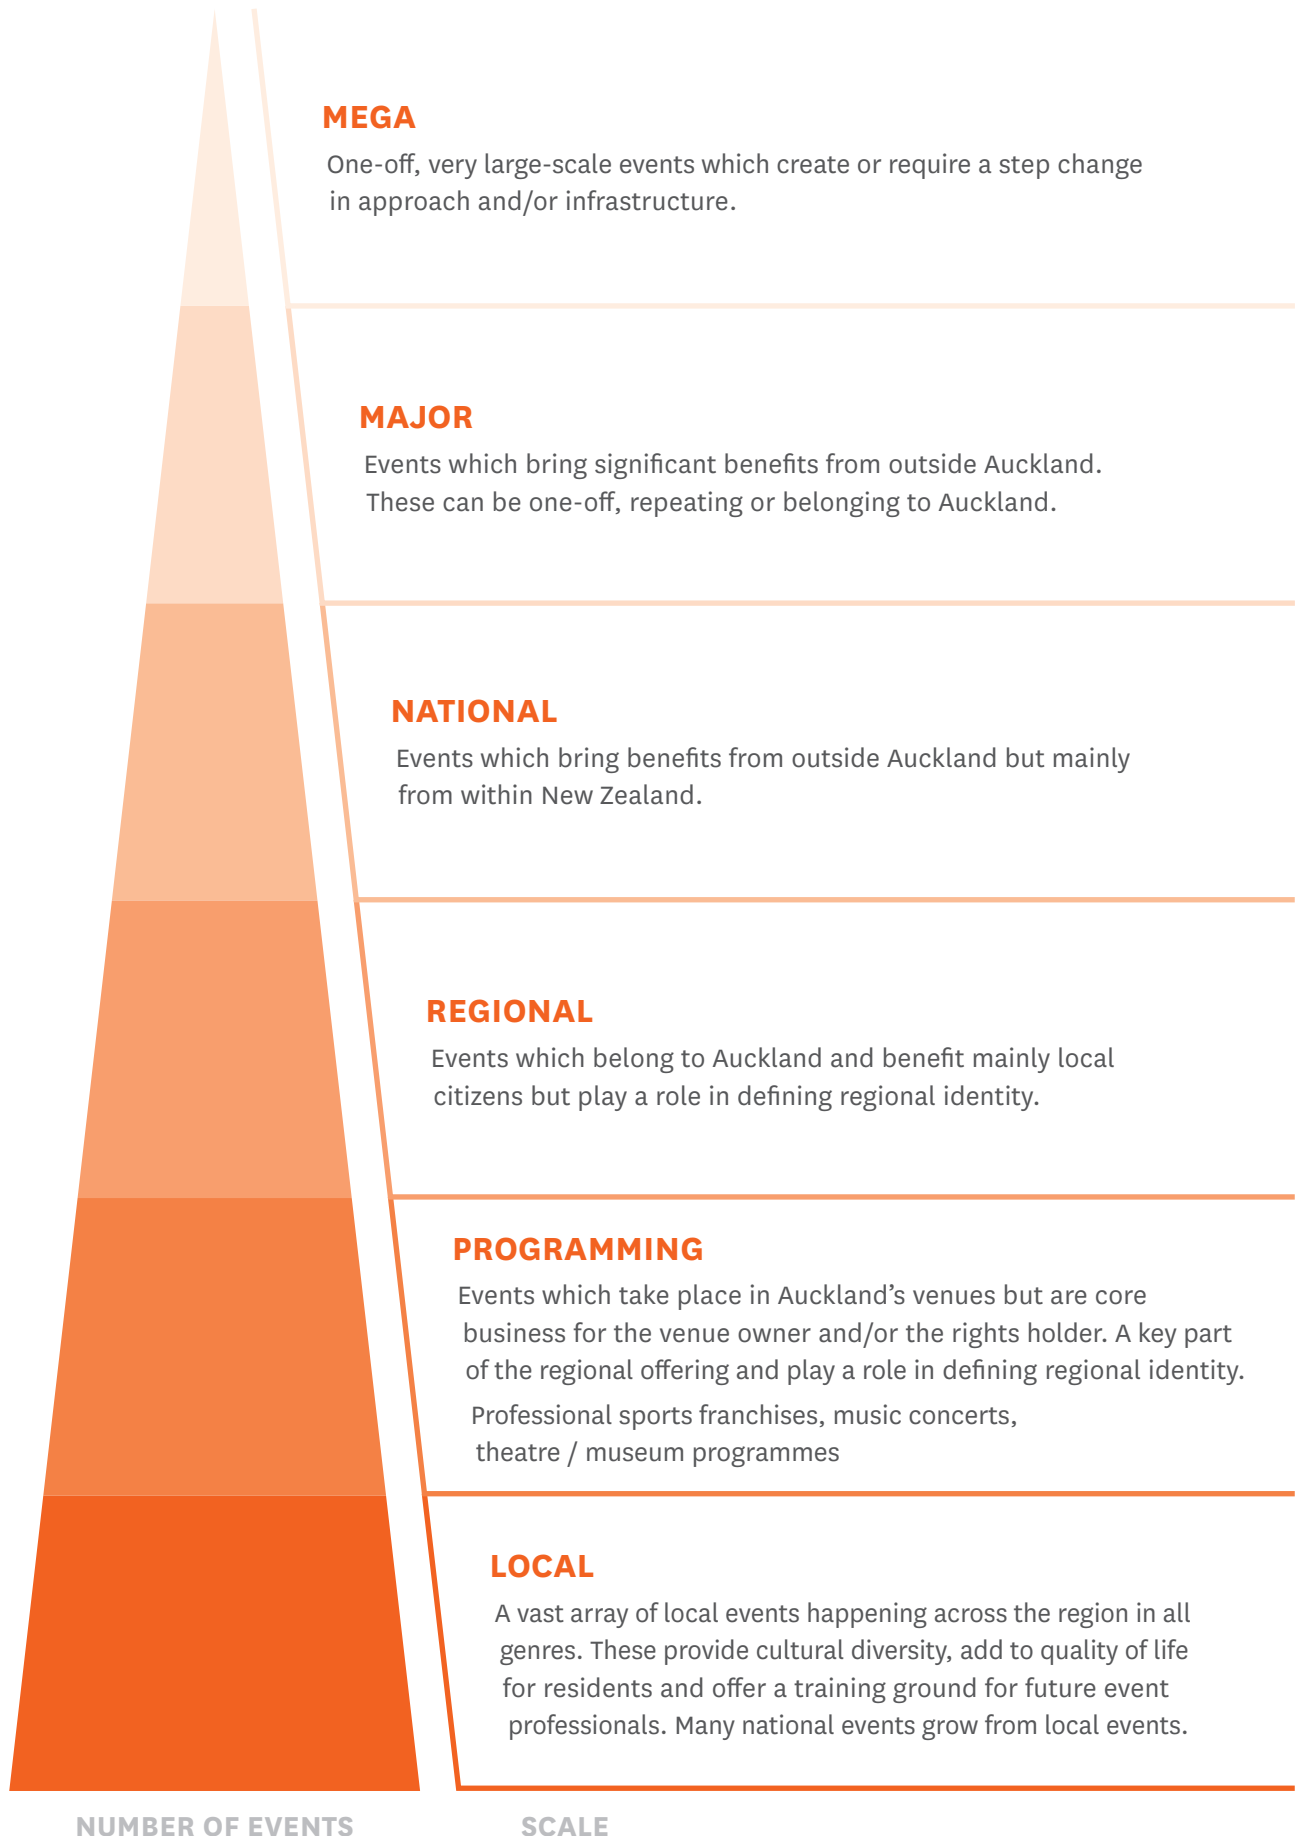 MEGA
One-off, very large-scale events which create or require a step change
in approach and/or infrastructure.
MAJOR
Events which bring significant benefits from outside Auckland.
These can be one-off, repeating or belonging to Auckland.
NATIONAL
Events which bring benefits from outside Auckland but mainly
from within New Zealand.
REGIONAL
Events which belong to Auckland and benefit mainly local
citizens but play a role in defining regional identity.
PROGRAMMING
Events which take place in Auckland’s venues but are core
business for the venue owner and/or the rights holder. A key part
of the regional offering and play a role in defining regional identity.
Professional sports franchises, music concerts,
theatre / museum programmes
LOCAL
A vast array of local events happening across the region in all
genres. These provide cultural diversity, add to quality of life
for residents and offer a training ground for future event
professionals. Many national events grow from local events.
NUMBER OF EVENTS
SCALE